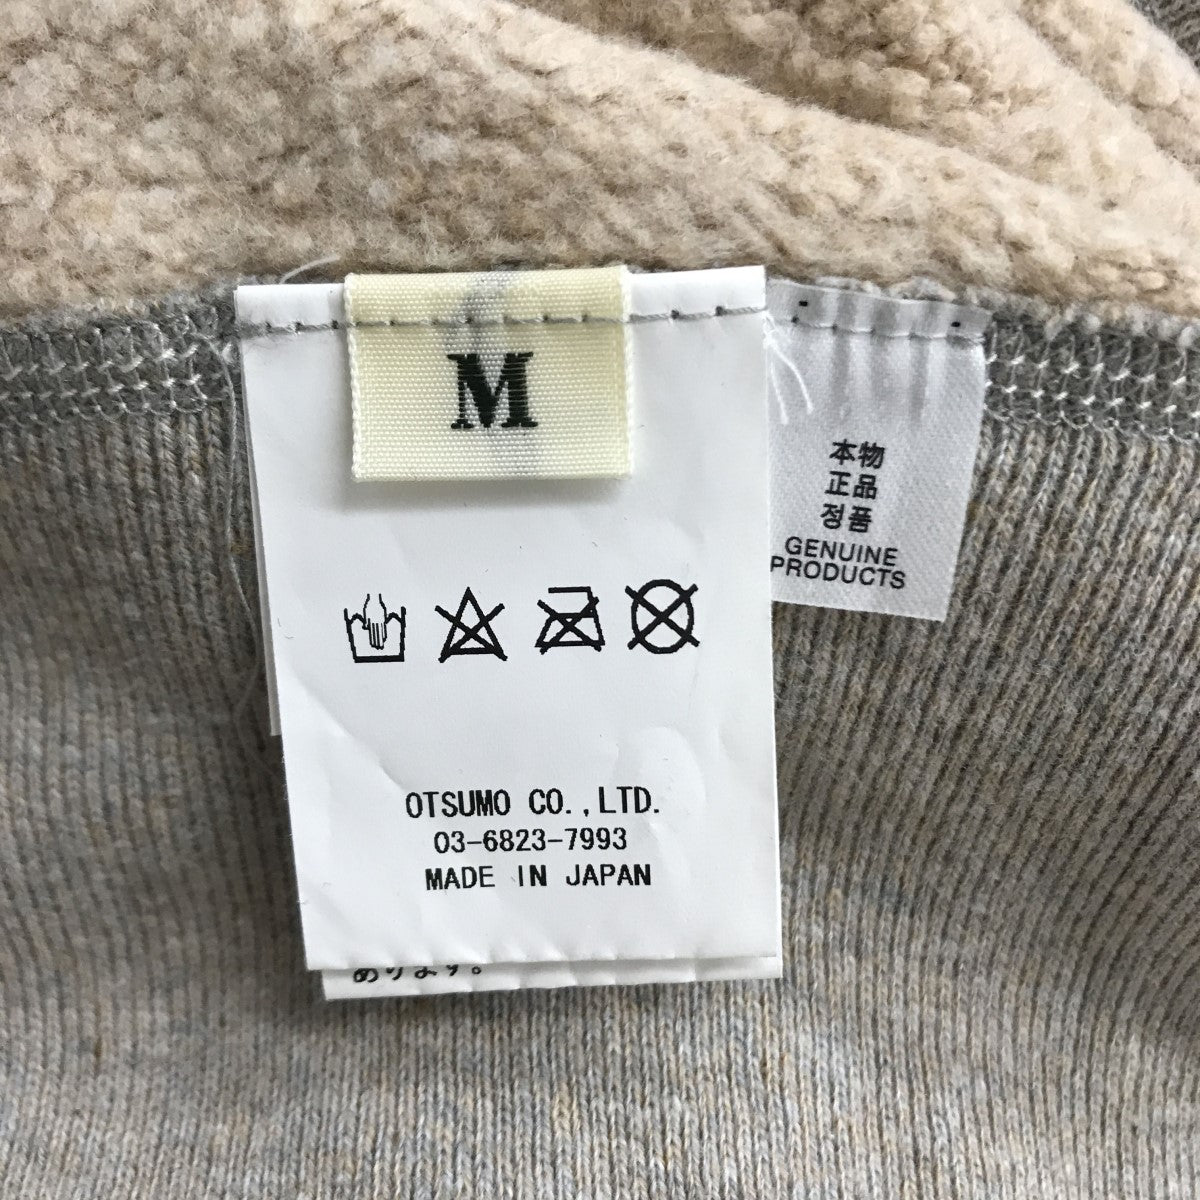 M
本物
正品
정품
GENUINE
PRODUCTS
OTSUMO CO.,LTD.
03-6823-7993
MADE IN JAPAN
あります。